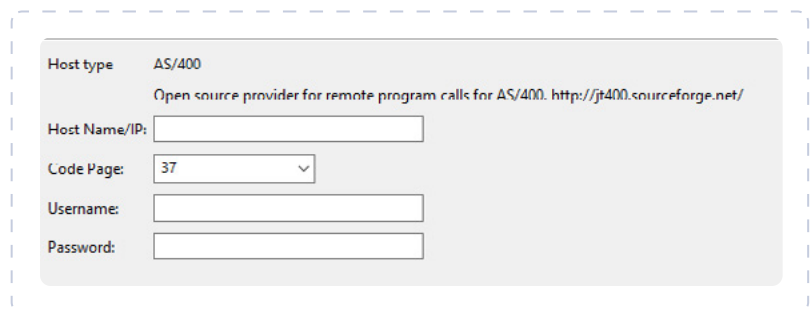 Host type AS/400
Open source provider for remote program calls for AS/400. http://jt400.sourceforge.net/
Host Name/IP:
Code Page: 37
Username:
Password: